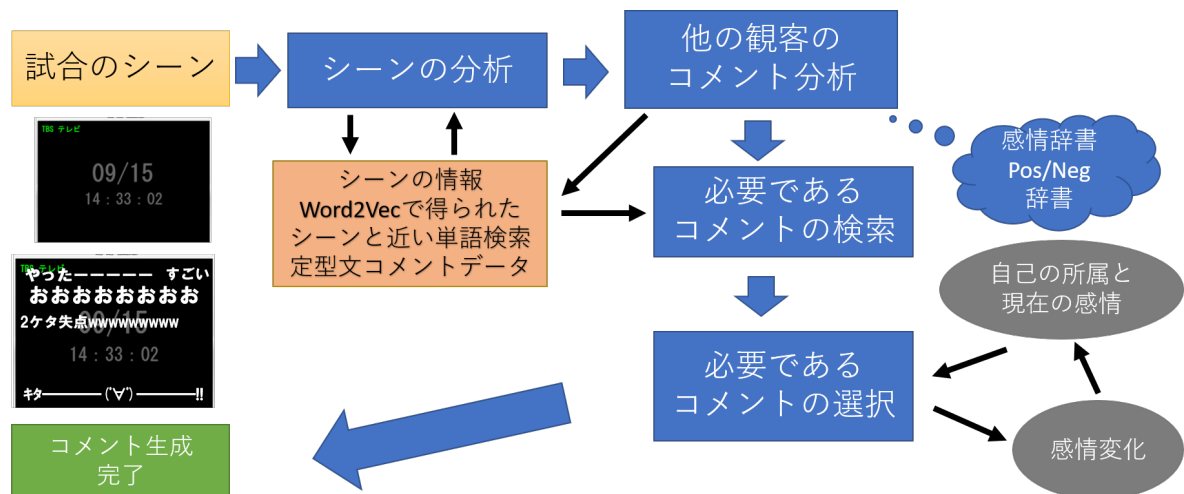 試合のシーン
シーンの分析
他の観客の
コメント分析
TBS テレビ
09/15
14：33：02
シーンの情報
Word2Vecで得られた
シーンと近い単語検索
定型文コメントデータ
必要である
コメントの検索
感情辞書
Pos/Neg
辞書
TBS テレビ
やったーーーーー すごい
おおおおおおおお
2ケタ失点wwwwwwwww
09/15
14：33：02
キタ━━━━(ﾟ∀ﾟ)━━━━!!
自己の所属と
現在の感情
必要である
コメントの選択
感情変化
コメント生成
完了